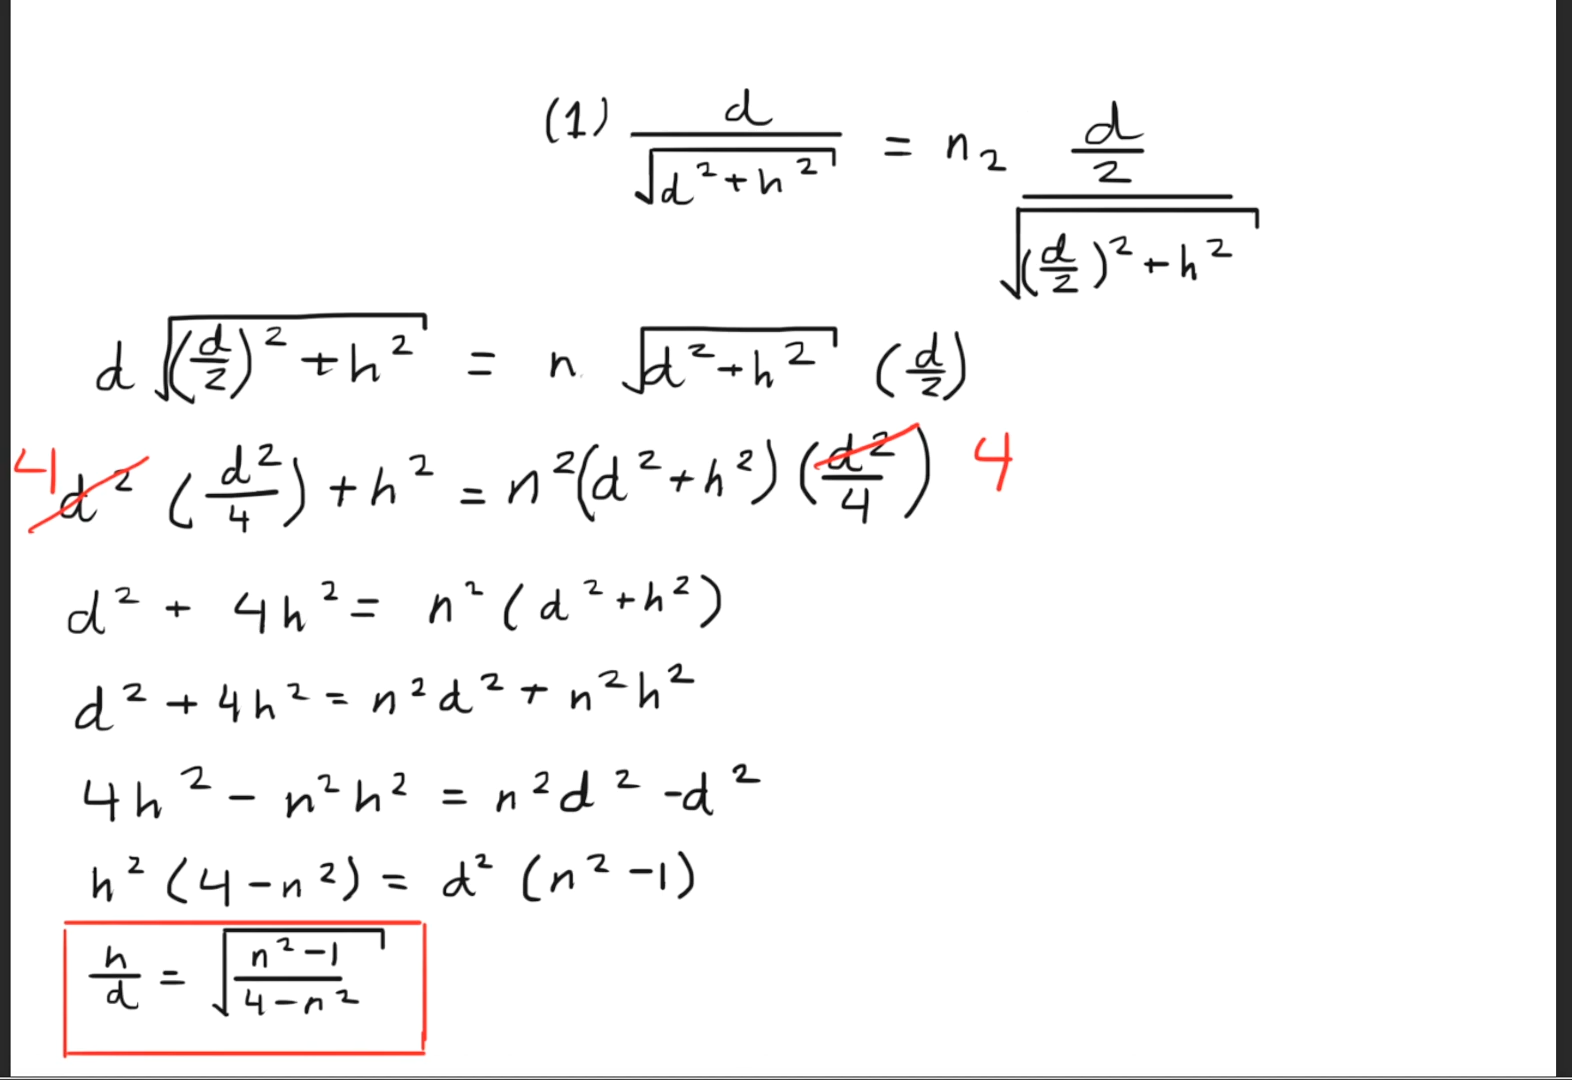 (1) d/√(d²+h²) = n₂ (d/2)/√((d/2)²+h²)
d √((d/2)²+h²) = n √(d²+h²) (d/2)
4 d² (d²/4) + h² = n²(d²+h²)(d²/4) 4
d² + 4h² = n² (d²+h²)
d² + 4h² = n²d² + n²h²
4h² - n²h² = n²d² - d²
h² (4-n²) = d² (n²-1)
h/d = √((n²-1)/(4-n²))